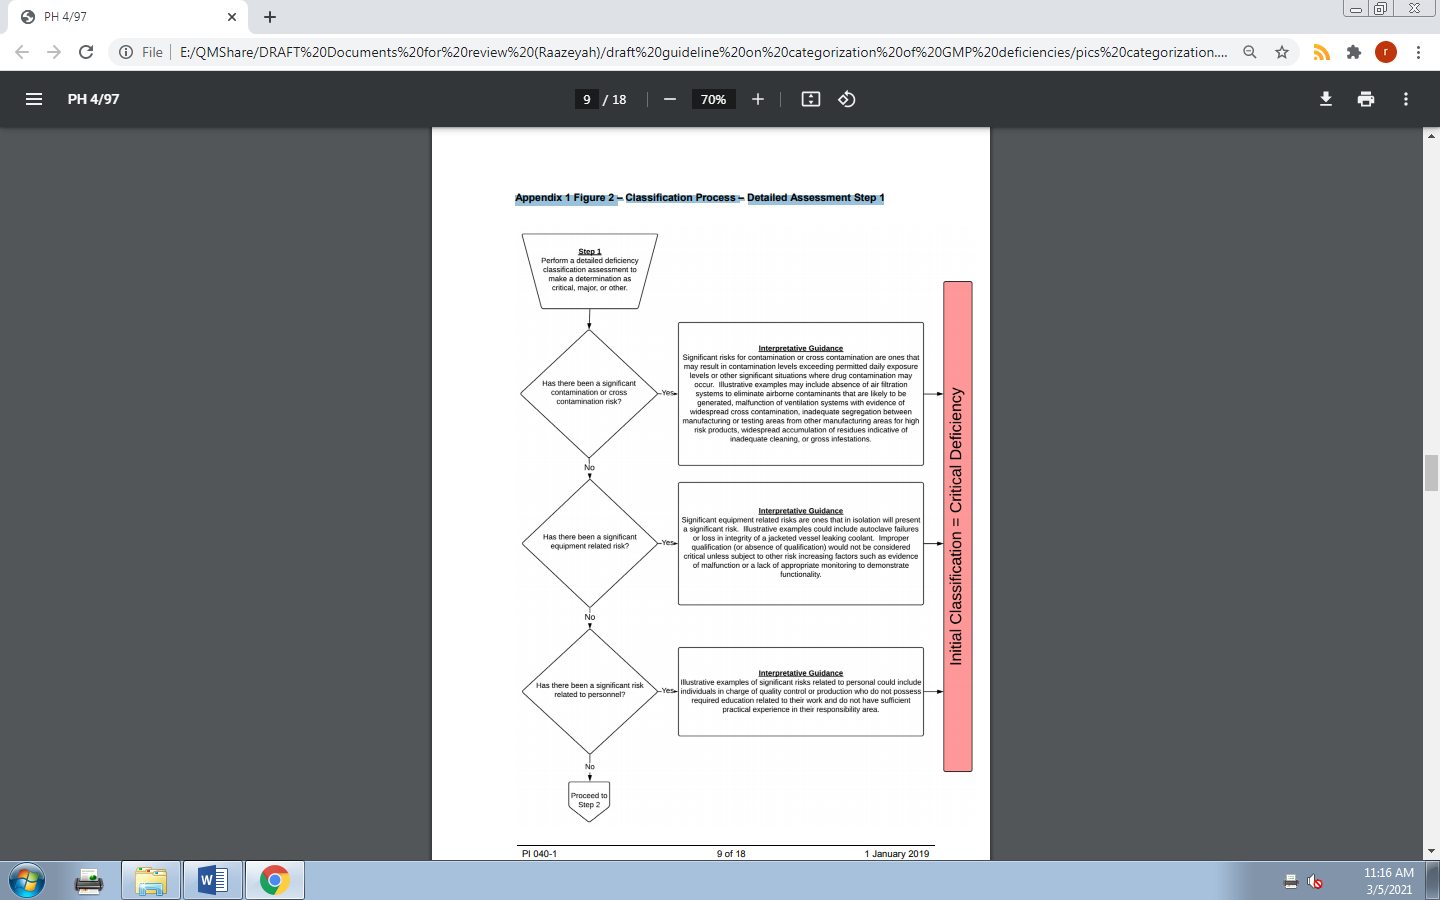 PH 4/97
File
E:/QMShare/DRAFT%20Documents%20for%20review%20(Raazeyah)/draft%20guideline%20on%20categorization%20of%20GMP%20deficiencies/pics%20categorization....
r
PH 4/97
9 / 18
70%
Appendix 1 Figure 2 – Classification Process – Detailed Assessment Step 1
Step 1
Perform a detailed deficiency
classification assessment to
make a determination as
critical, major, or other.
Has there been a significant
contamination or cross
contamination risk?
Yes
Interpretative Guidance
Significant risks for contamination or cross contamination are ones that
may result in contamination levels exceeding permitted daily exposure
levels or other significant situations where drug contamination may
occur. Illustrative examples may include absence of air filtration
systems to eliminate airborne contaminants that are likely to be
generated, malfunction of ventilation systems with evidence of
widespread cross contamination, inadequate segregation between
manufacturing or testing areas from other manufacturing areas for high
risk products, widespread accumulation of residues indicative of
inadequate cleaning, or gross infestations.
No
Has there been a significant
equipment related risk?
Yes
Interpretative Guidance
Significant equipment related risks are ones that in isolation will present
a significant risk. Illustrative examples could include autoclave failures
or loss in integrity of a jacketed vessel leaking coolant. Improper
qualification (or absence of qualification) would not be considered
critical unless subject to other risk increasing factors such as evidence
of malfunction or a lack of appropriate monitoring to demonstrate
functionality.
No
Has there been a significant risk
related to personnel?
Yes
Interpretative Guidance
Illustrative examples of significant risks related to personal could include
individuals in charge of quality control or production who do not possess
required education related to their work and do not have sufficient
practical experience in their responsibility area.
No
Proceed to
Step 2
Initial Classification = Critical Deficiency
PI 040-1
9 of 18
1 January 2019
W
11:16 AM
3/5/2021